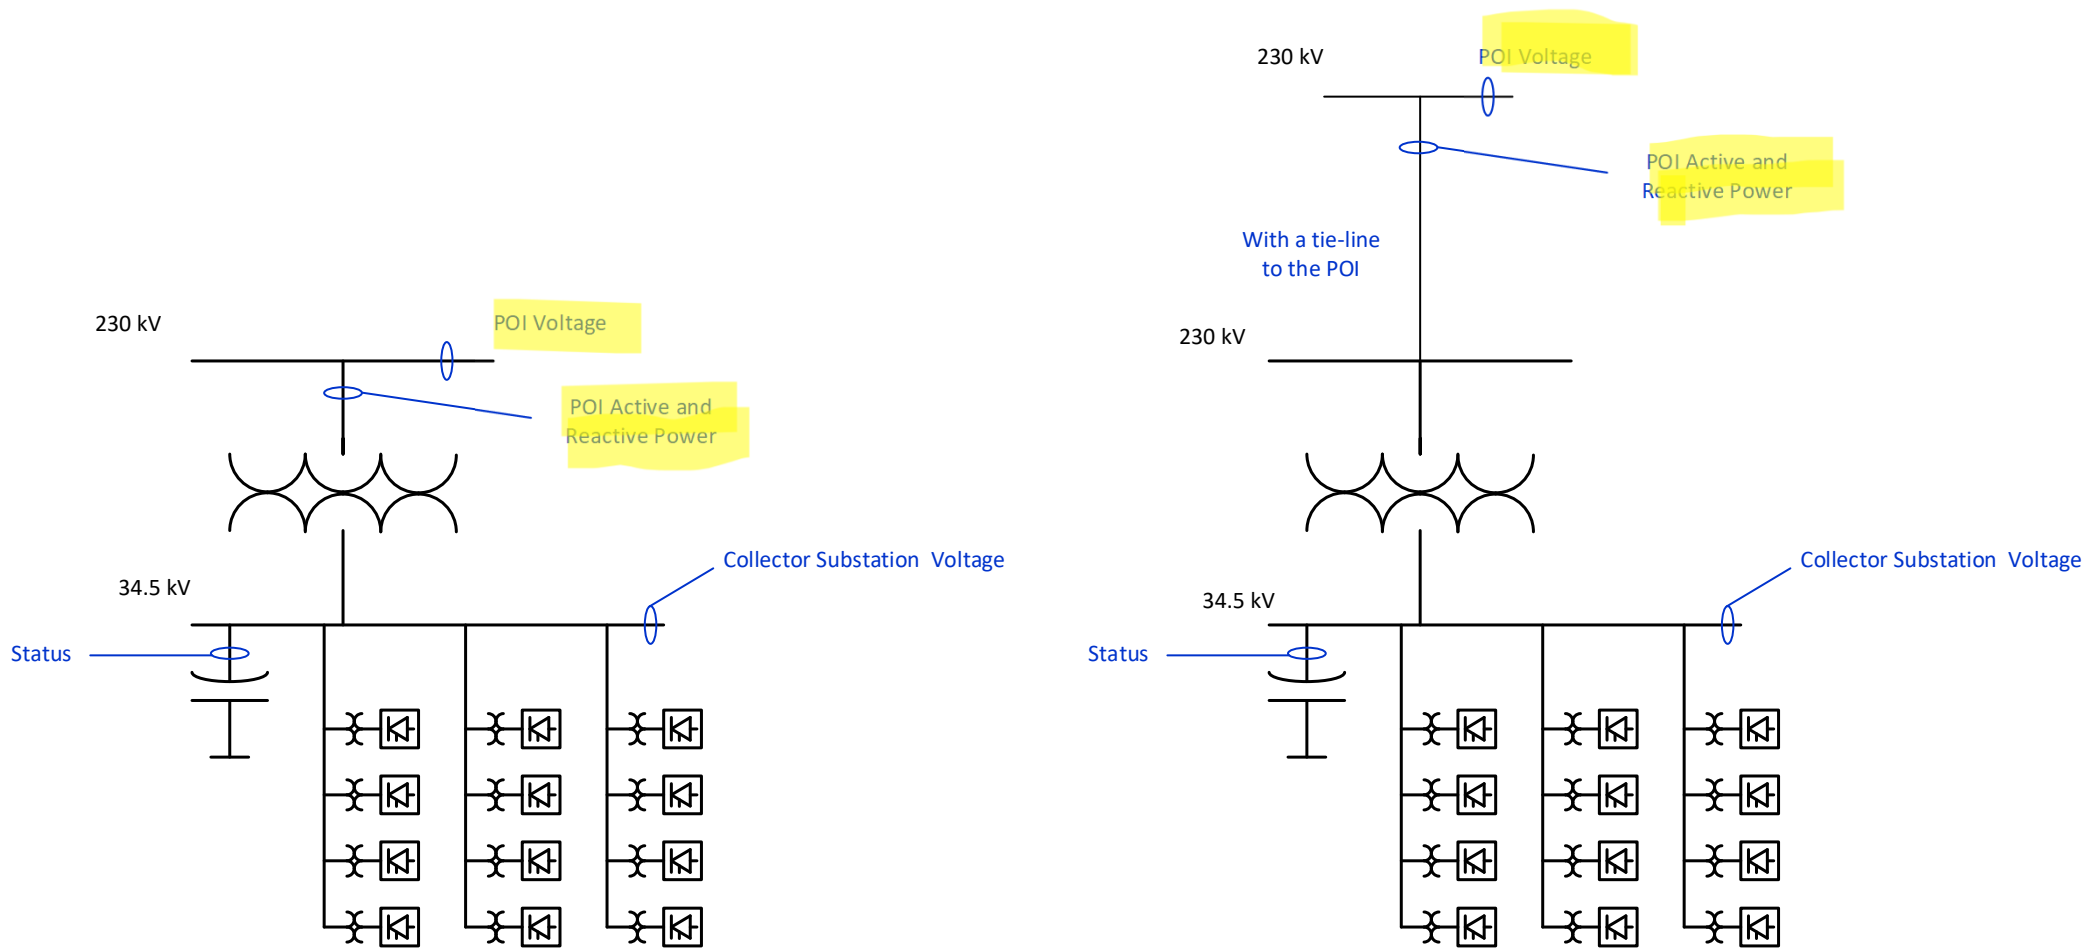 230 kV
POI Voltage
POI Active and
Reactive Power
34.5 kV
Collector Substation  Voltage
Status
230 kV
POI Voltage
POI Active and
Reactive Power
With a tie-line
to the POI
230 kV
34.5 kV
Collector Substation  Voltage
Status